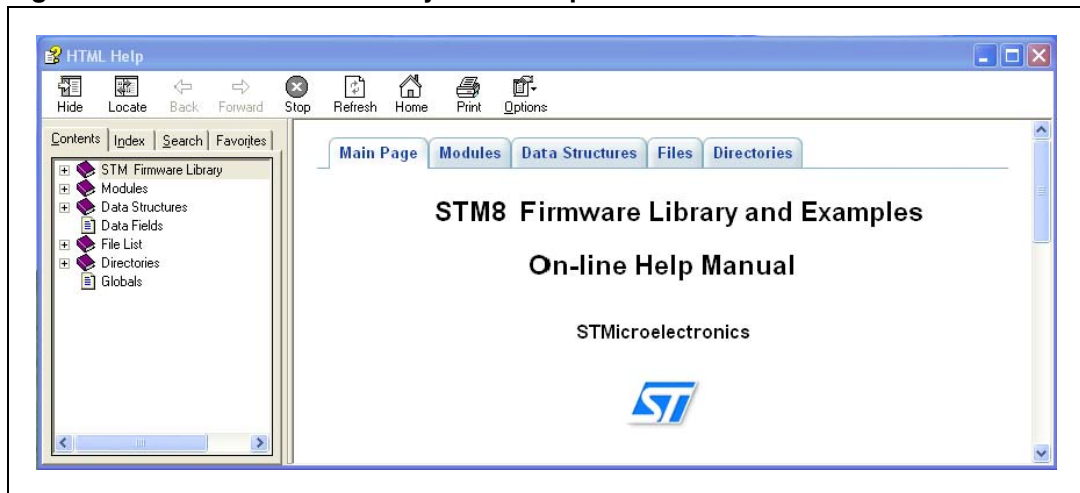 HTML Help
Hide Locate Back Forward Stop Refresh Home Print Options
Contents Index Search Favorites
STM Firmware Library
Modules
Data Structures
Data Fields
File List
Directories
Globals
Main Page Modules Data Structures Files Directories
STM8 Firmware Library and Examples
On-line Help Manual
STMicroelectronics
ST